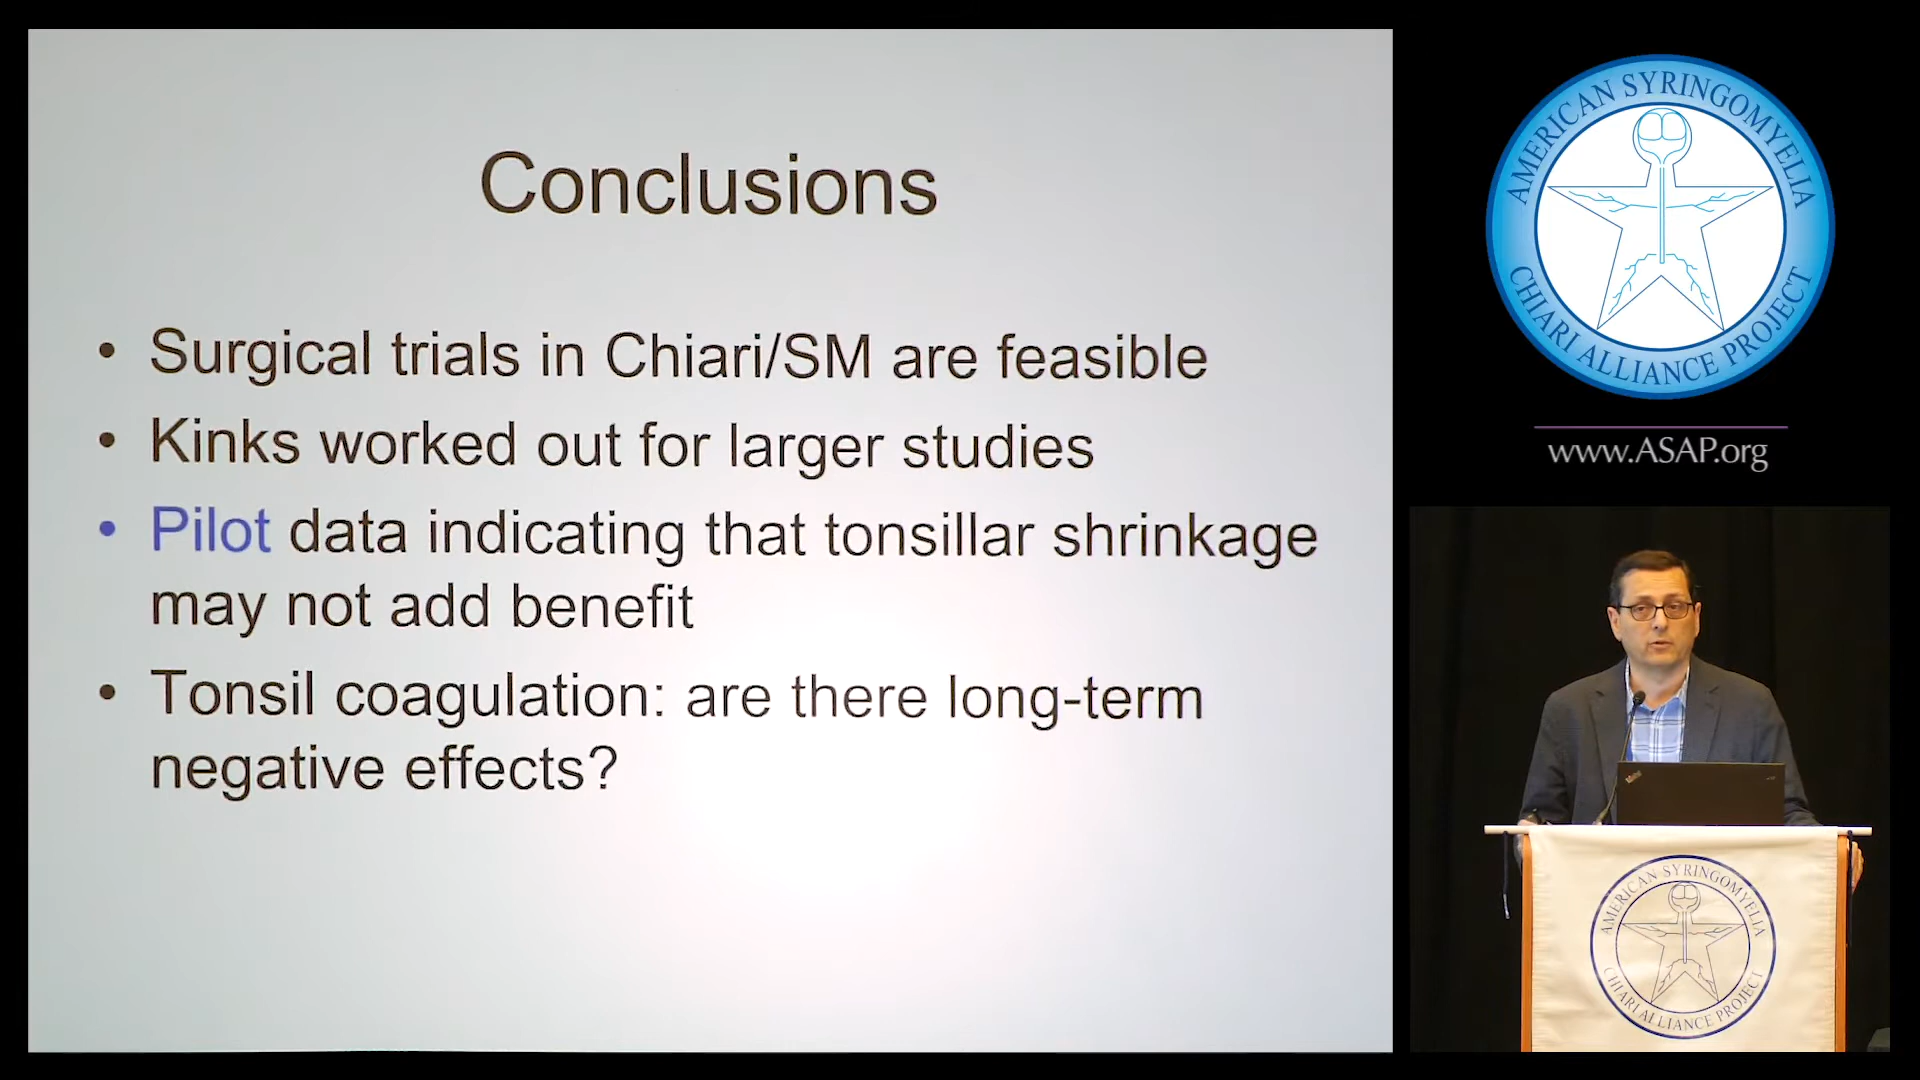 Conclusions
• Surgical trials in Chiari/SM are feasible
• Kinks worked out for larger studies
• Pilot data indicating that tonsillar shrinkage
may not add benefit
• Tonsil coagulation: are there long-term
negative effects?
AMERICAN SYRINGOMYELIA
CHIARI ALLIANCE PROJECT
www.ASAP.org
AMERICAN SYRINGOMYELIA
CHIARI ALLIANCE PROJECT